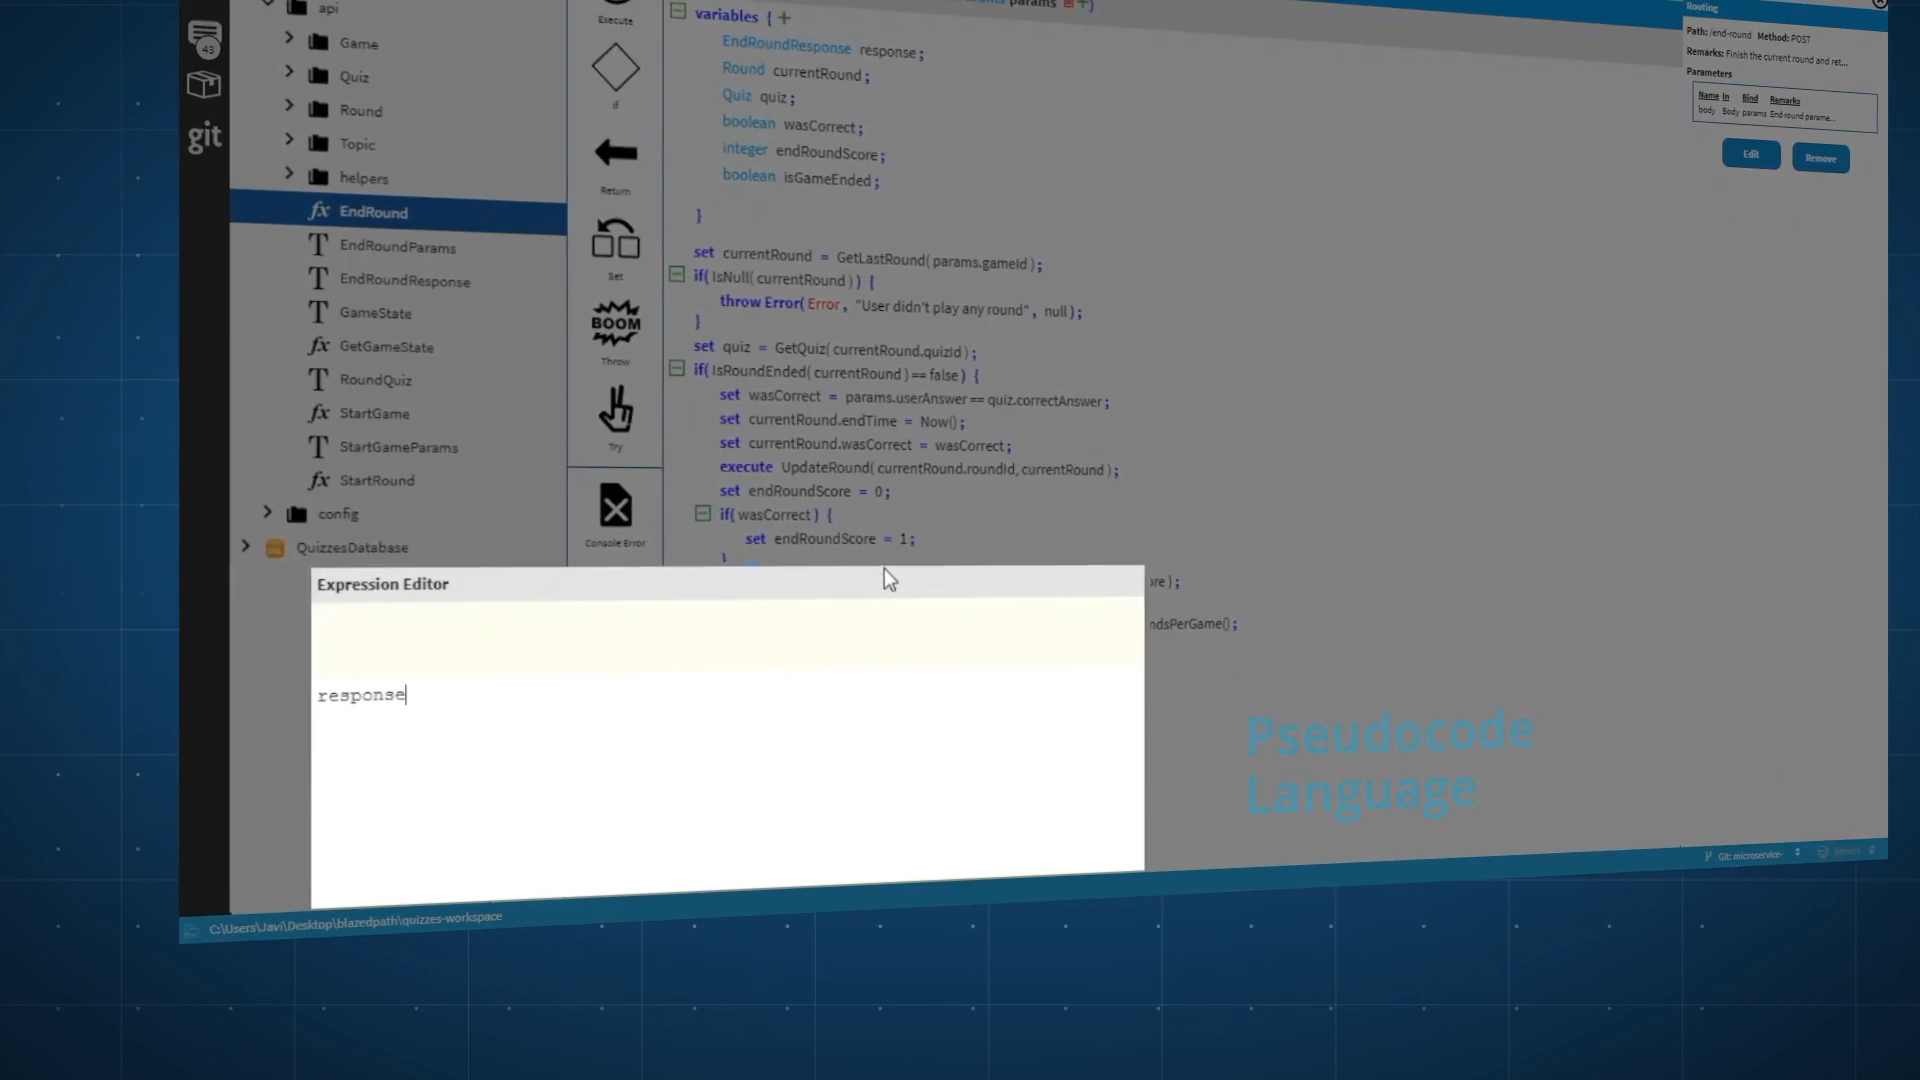 api
Game
Quiz
Round
Topic
helpers
fx EndRound
T EndRoundParams
T EndRoundResponse
T GameState
fx GetGameState
T RoundQuiz
fx StartGame
T StartGameParams
fx StartRound
config
QuizzesDatabase
43
git
Execute
If
Return
Set
BOOM
Throw
Try
Console Error
params
variables {
EndRoundResponse response;
Round currentRound;
Quiz quiz;
boolean wasCorrect;
integer endRoundScore;
boolean isGameEnded;
}
set currentRound = GetLastRound( params.gameId );
if( IsNull( currentRound ) ) {
throw Error( Error, "User didn't play any round", null );
}
set quiz = GetQuiz( currentRound.quizId );
if( IsRoundEnded( currentRound ) == false ) {
set wasCorrect = params.userAnswer == quiz.correctAnswer;
set currentRound.endTime = Now();
set currentRound.wasCorrect = wasCorrect;
execute UpdateRound( currentRound.roundId, currentRound );
set endRoundScore = 0;
if( wasCorrect ) {
set endRoundScore = 1;
}
ore );
ndsPerGame();
Routing
Path: /end-round Method: POST
Remarks: Finish the current round and ret...
Parameters
Name In Bind Remarks
body Body params End round parame...
Edit Remove
Expression Editor
response
Pseudocode
Language
Git: microservice- Servers
C:\Users\Javi\Desktop\blazedpath\quizzes-workspace